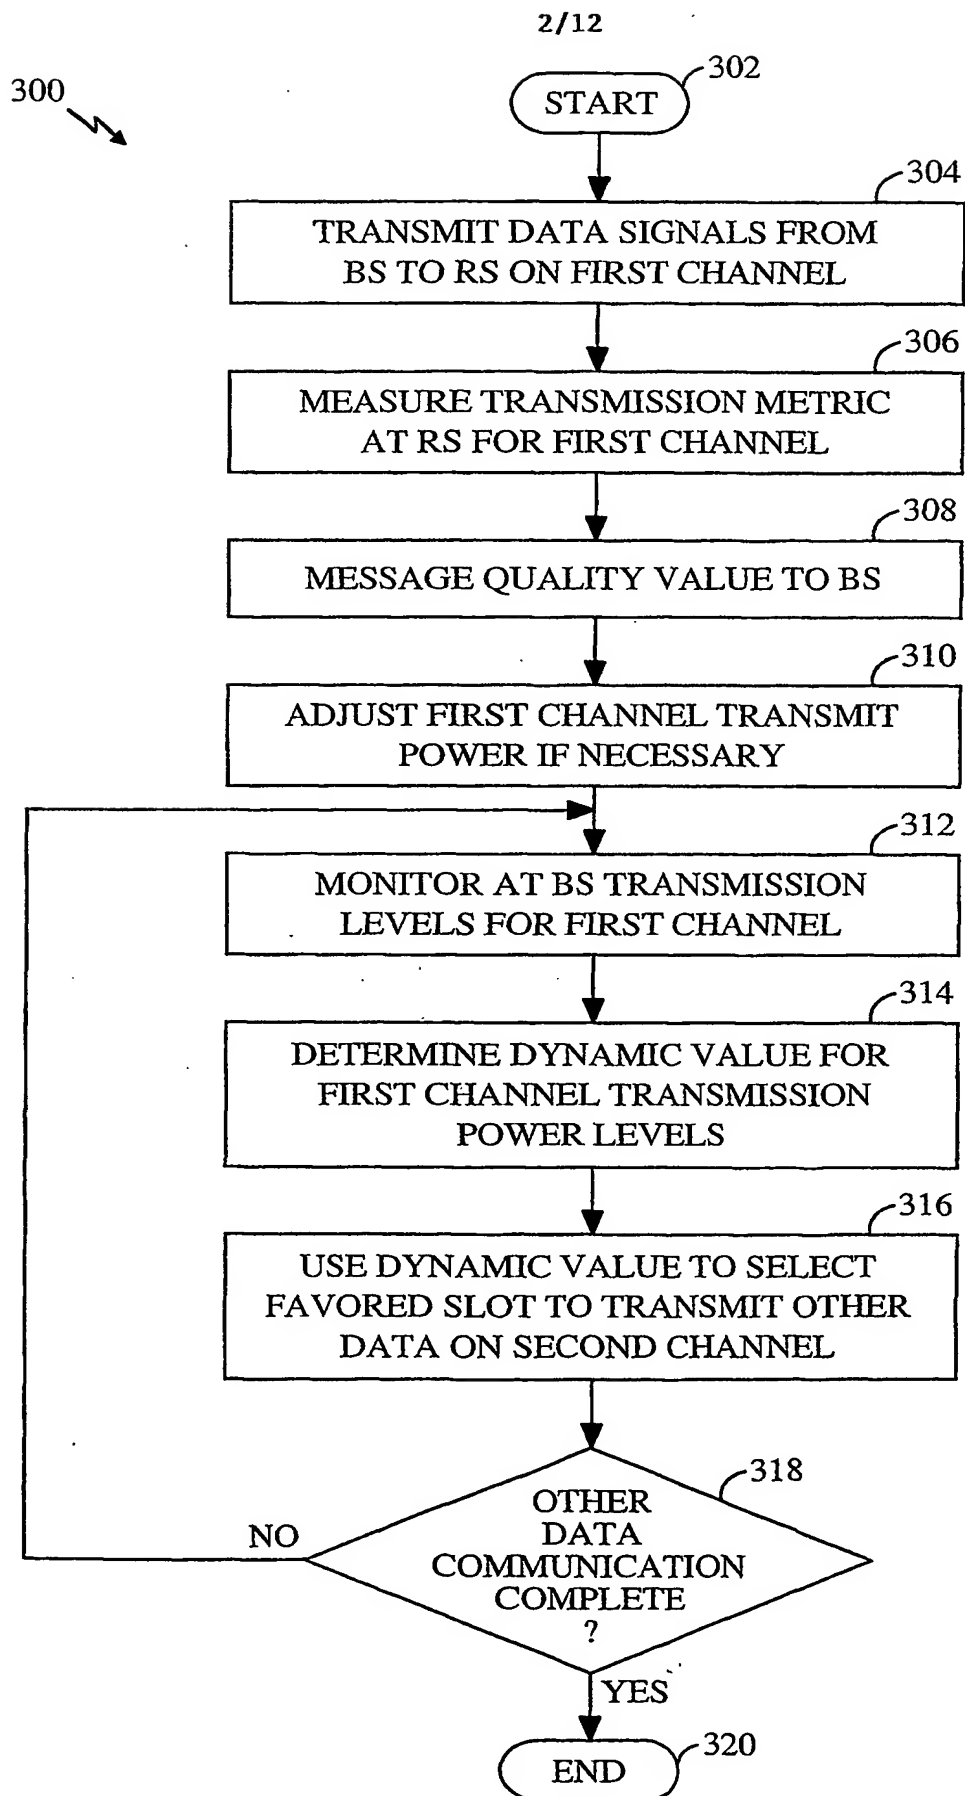 2/12
300
302
START
304
TRANSMIT DATA SIGNALS FROM
BS TO RS ON FIRST CHANNEL
306
MEASURE TRANSMISSION METRIC
AT RS FOR FIRST CHANNEL
308
MESSAGE QUALITY VALUE TO BS
310
ADJUST FIRST CHANNEL TRANSMIT
POWER IF NECESSARY
312
MONITOR AT BS TRANSMISSION
LEVELS FOR FIRST CHANNEL
314
DETERMINE DYNAMIC VALUE FOR
FIRST CHANNEL TRANSMISSION
POWER LEVELS
316
USE DYNAMIC VALUE TO SELECT
FAVORED SLOT TO TRANSMIT OTHER
DATA ON SECOND CHANNEL
318
OTHER
DATA
COMMUNICATION
COMPLETE
?
NO
YES
320
END